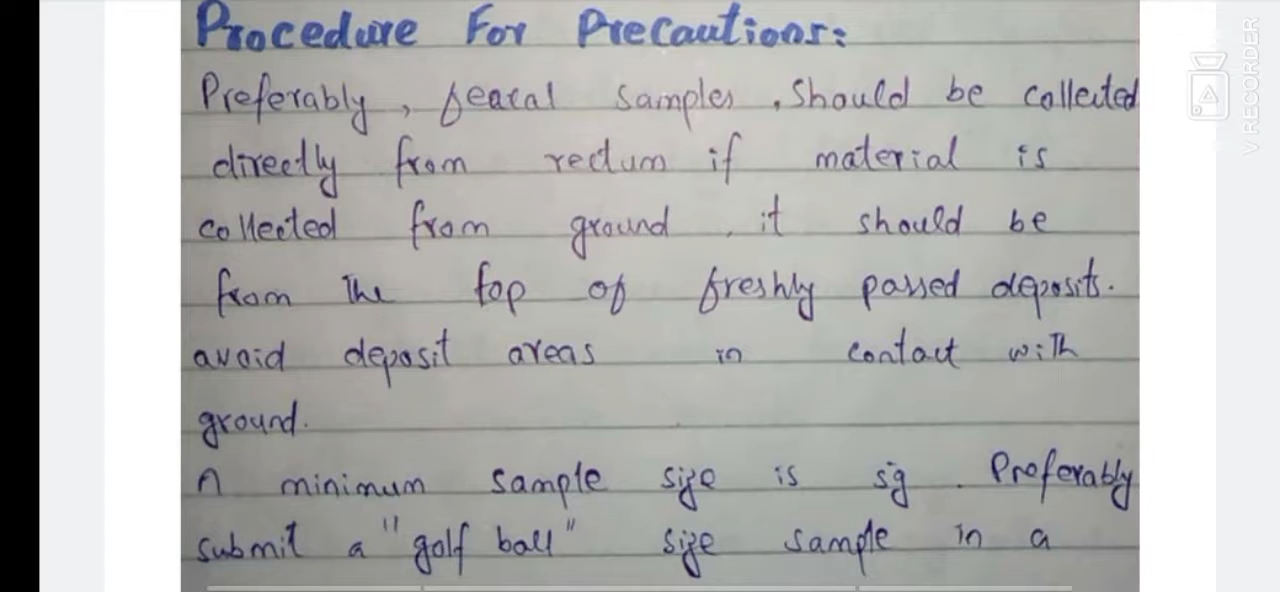 Procedure For Precautions:
Preferably, feacal samples, should be collected
directly from rectum if material is
collected from ground, it should be
from the top of freshly passed deposits.
avoid deposit areas in contact with
ground.
A minimum sample size is 5g. Preferably
submit a "golf ball" size sample in a
V RECORDER